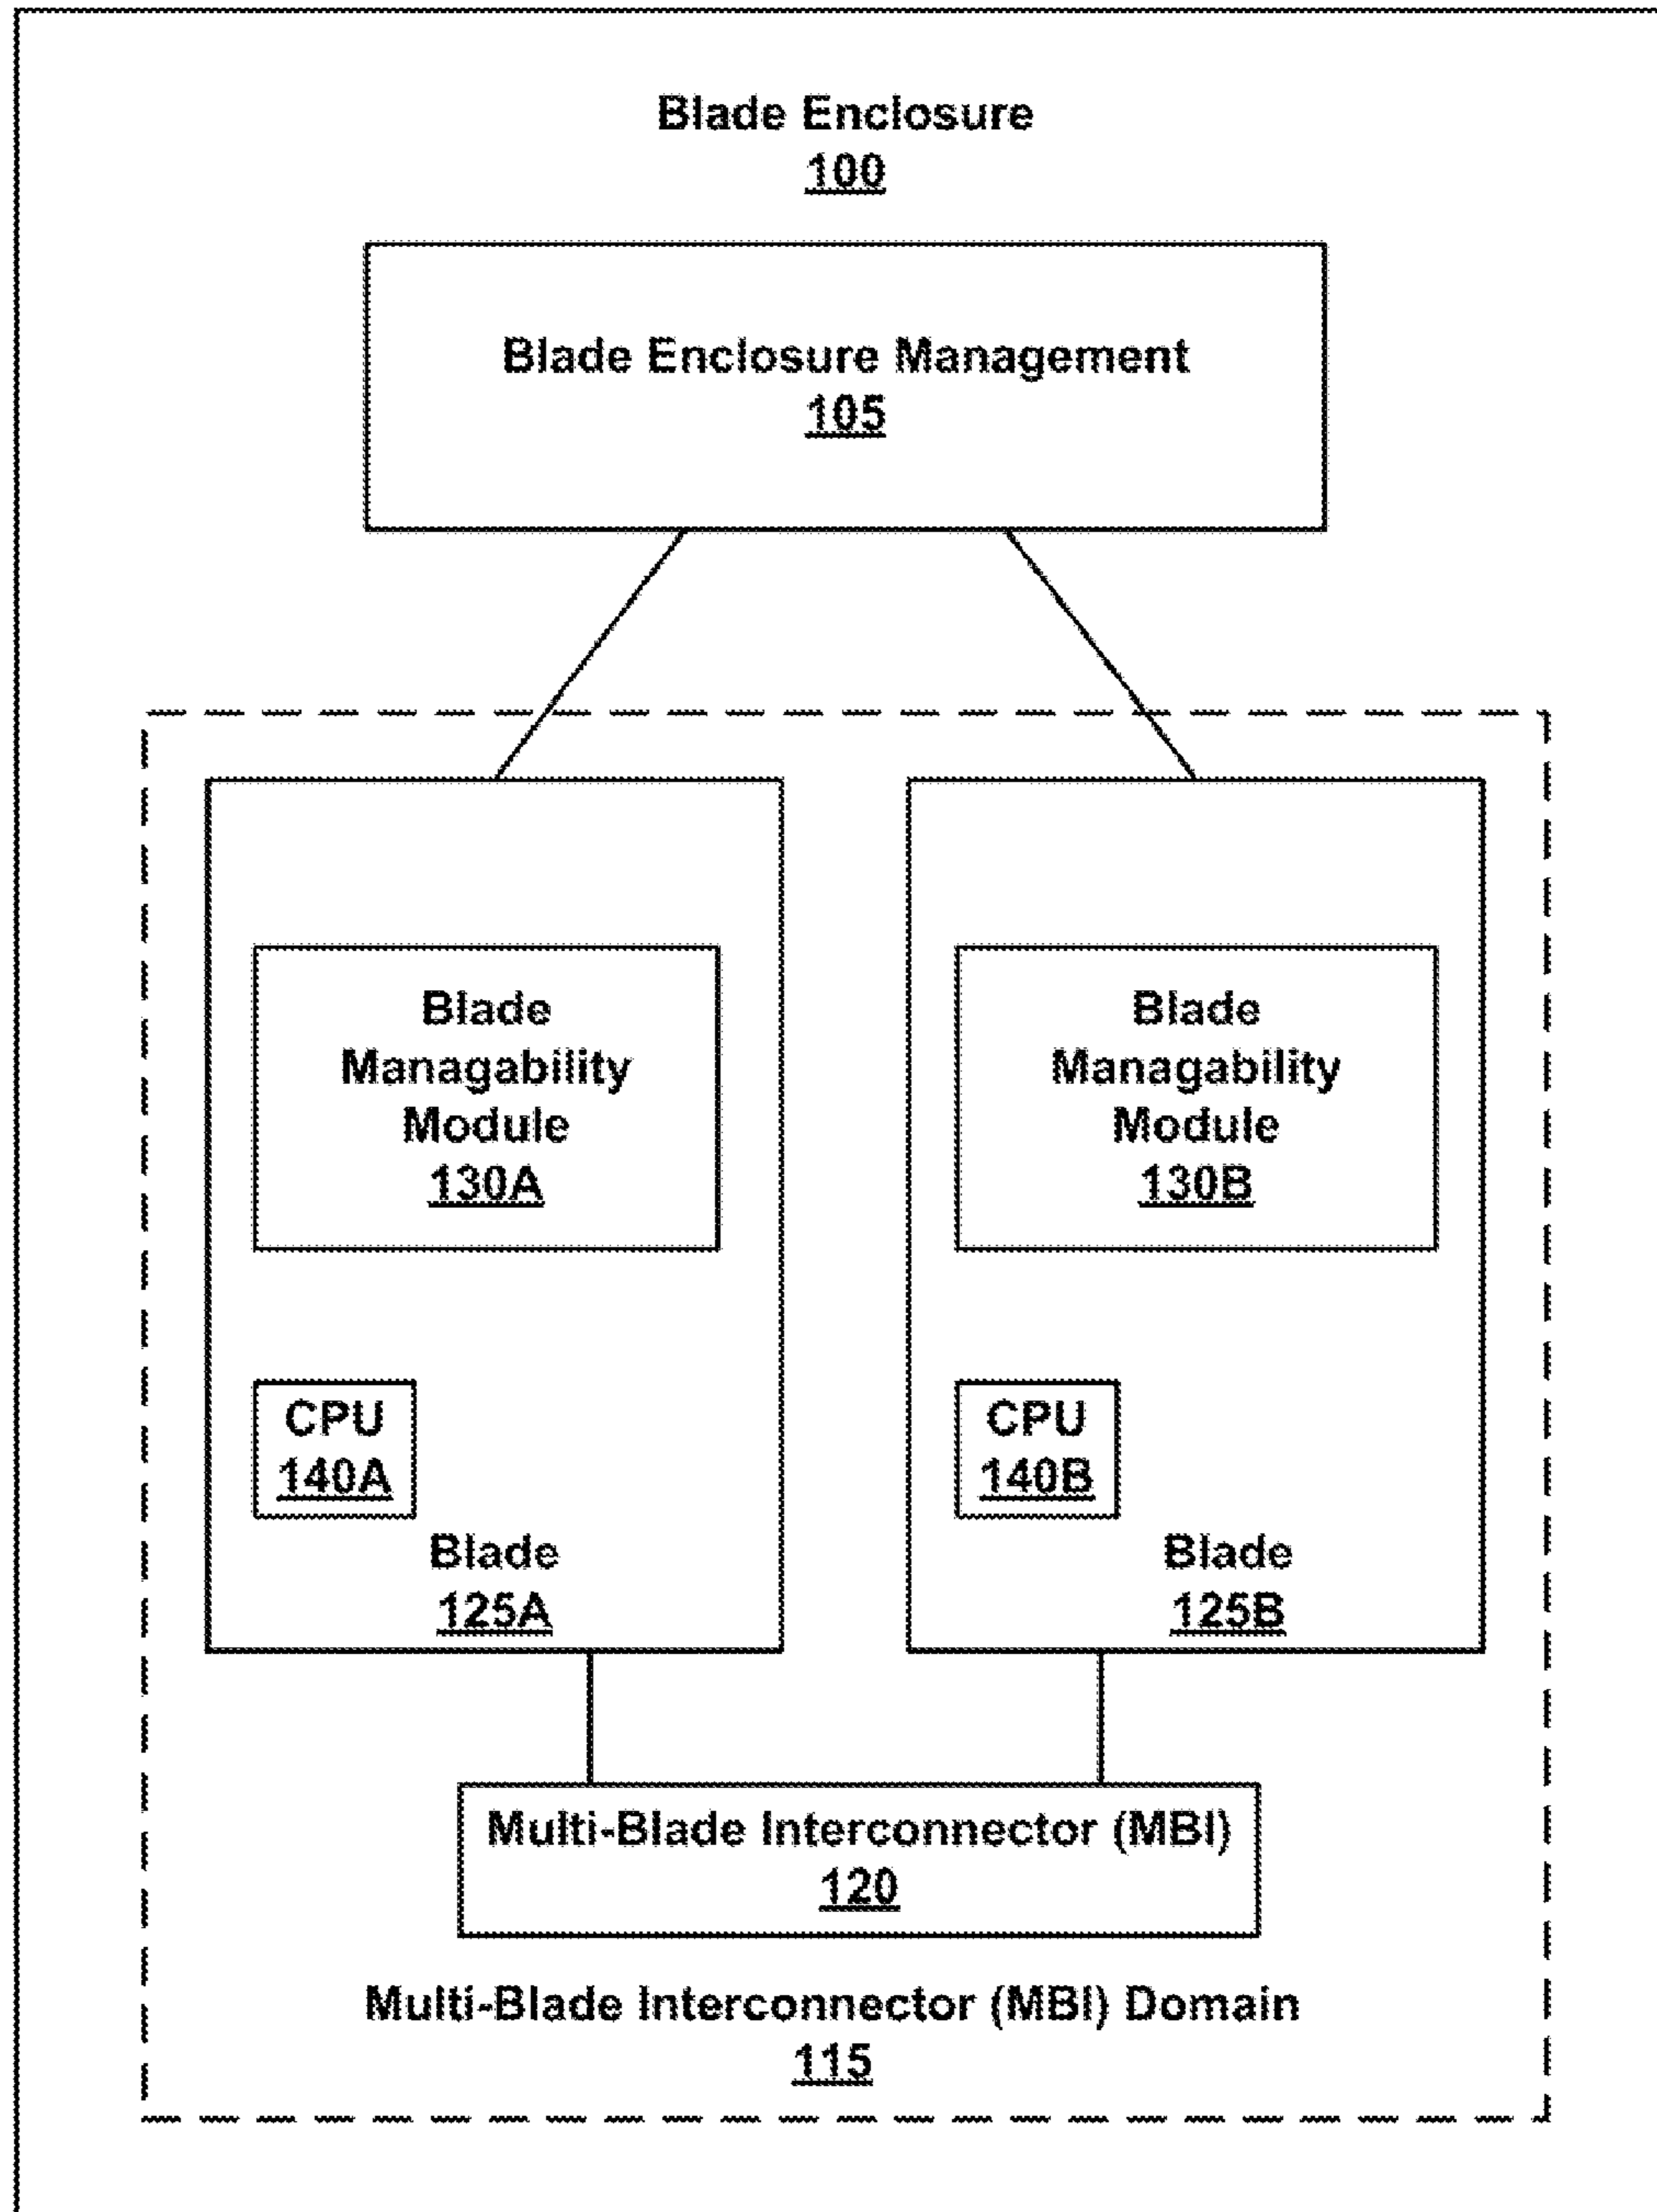 Blade Enclosure
100
Blade Enclosure Management
105
Blade
Managability
Module
130A
CPU
140A
Blade
125A
Blade
Managability
Module
130B
CPU
140B
Blade
125B
Multi-Blade Interconnector (MBI)
120
Multi-Blade Interconnector (MBI) Domain
115